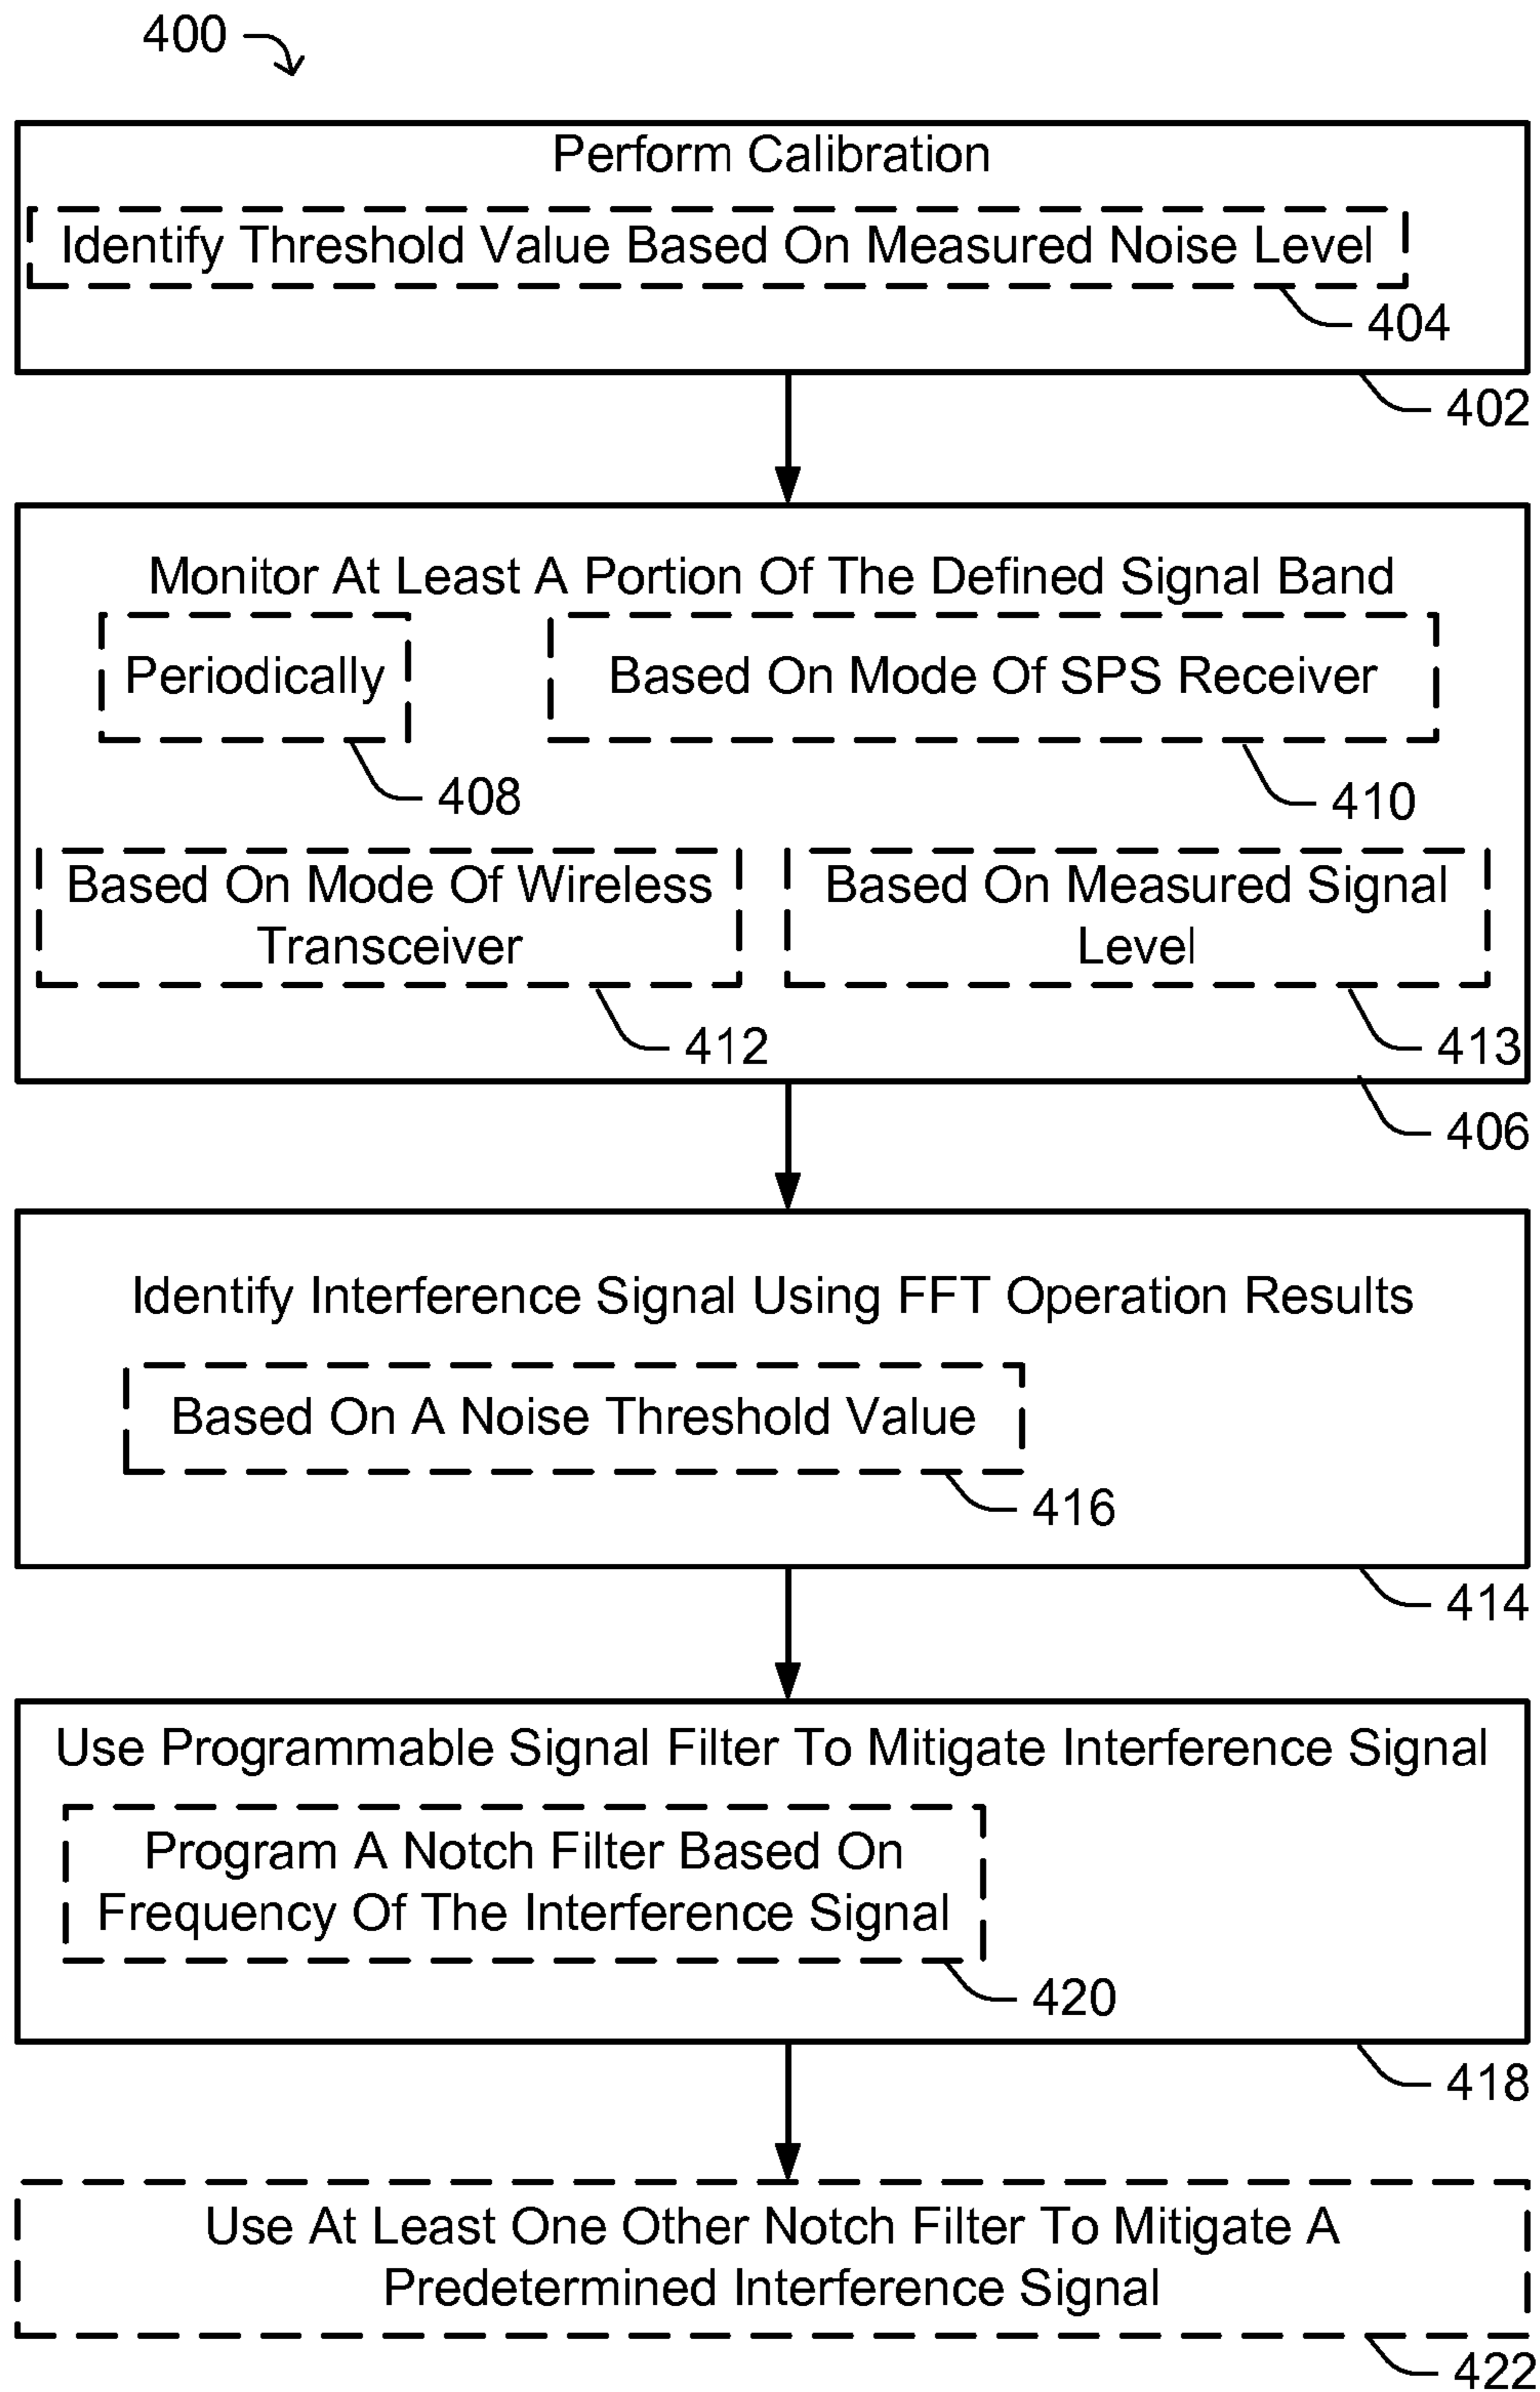 400
Perform Calibration
Identify Threshold Value Based On Measured Noise Level
404
402
Monitor At Least A Portion Of The Defined Signal Band
Periodically
Based On Mode Of SPS Receiver
408
410
Based On Mode Of Wireless
Transceiver
Based On Measured Signal
Level
412
413
406
Identify Interference Signal Using FFT Operation Results
Based On A Noise Threshold Value
416
414
Use Programmable Signal Filter To Mitigate Interference Signal
Program A Notch Filter Based On
Frequency Of The Interference Signal
420
418
Use At Least One Other Notch Filter To Mitigate A
Predetermined Interference Signal
422